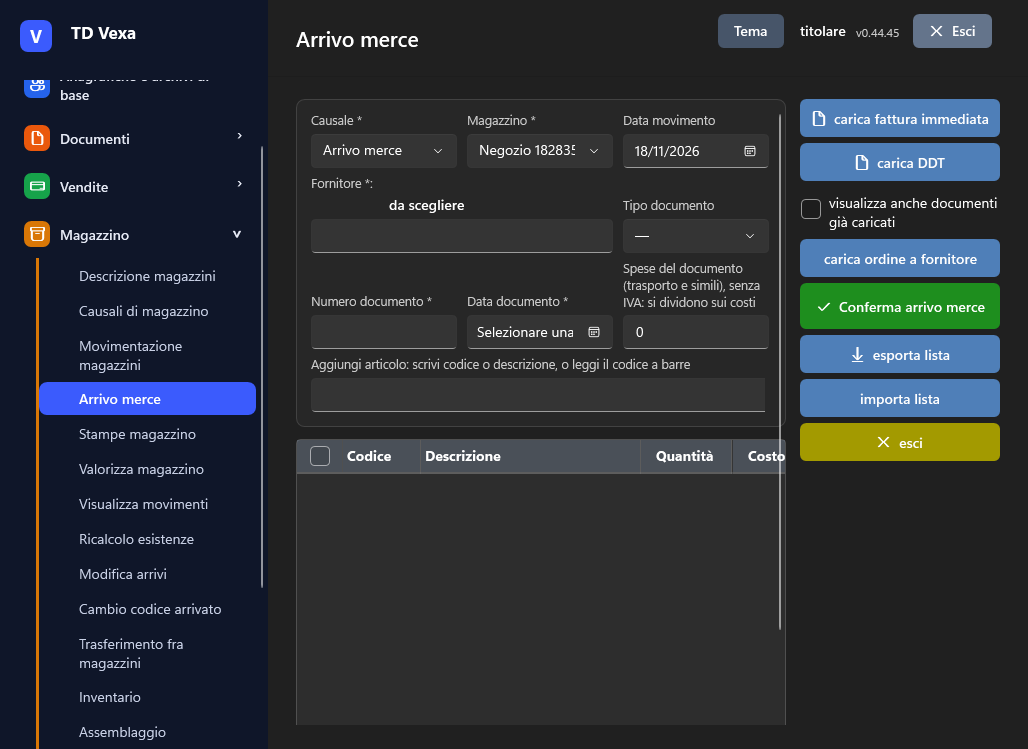 V
TD Vexa
Anagrafiche e archivi di
base
Documenti
Vendite
Magazzino
Descrizione magazzini
Causali di magazzino
Movimentazione
magazzini
Arrivo merce
Stampe magazzino
Valorizza magazzino
Visualizza movimenti
Ricalcolo esistenze
Modifica arrivi
Cambio codice arrivato
Trasferimento fra
magazzini
Inventario
Assemblaggio
Arrivo merce
Tema
titolare v0.44.45
Esci
Causale *
Magazzino *
Data movimento
Arrivo merce
Negozio 182835
18/11/2026
Fornitore *:
da scegliere
Tipo documento
—
Spese del documento
(trasporto e simili), senza
IVA: si dividono sui costi
Numero documento *
Data documento *
Selezionare una
0
Aggiungi articolo: scrivi codice o descrizione, o leggi il codice a barre
Codice
Descrizione
Quantità
Costo
carica fattura immediata
carica DDT
visualizza anche documenti
già caricati
carica ordine a fornitore
Conferma arrivo merce
esporta lista
importa lista
esci